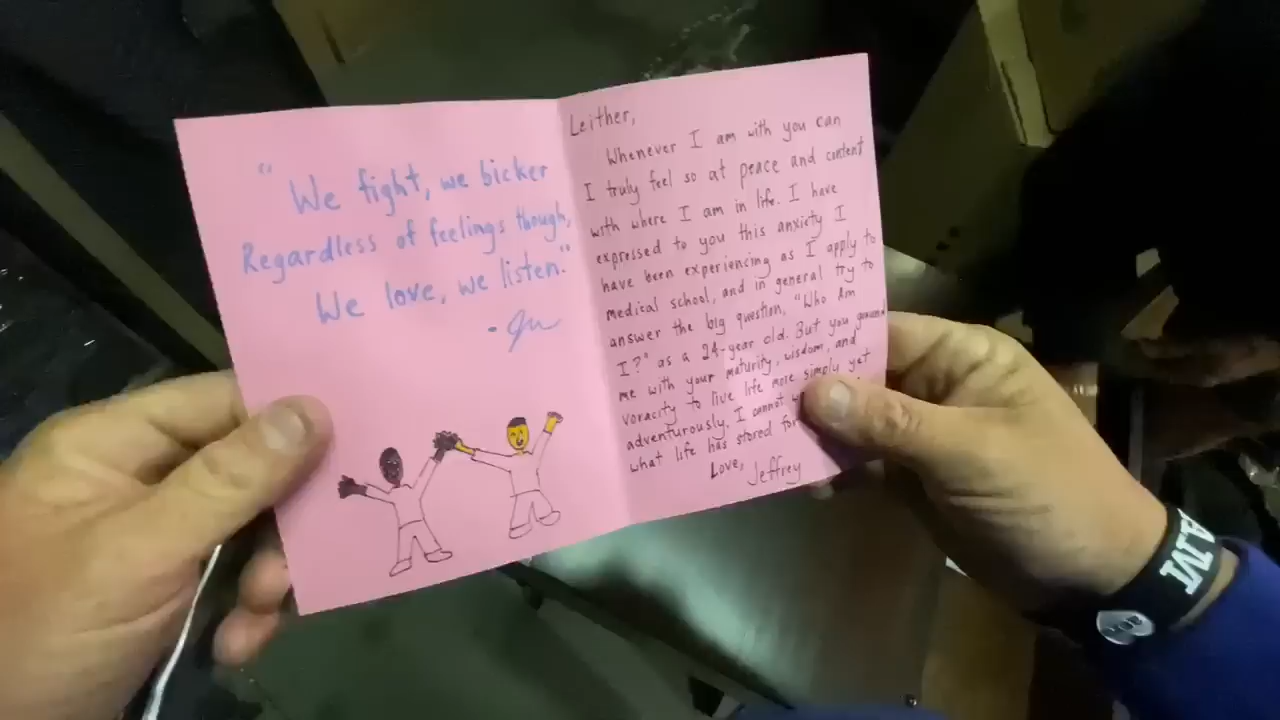 "
We fight, we bicker
Regardless of feelings though,
We love, we listen."
Leither,
Whenever I am with you can
I truly feel so at peace and content
with where I am in life. I have
expressed to you this anxiety I
have been experiencing as I apply to
medical school, and in general try to
answer the big question, "Who Am
I?" as a 24-year old. But you ground
me with your maturity, wisdom, and
voracity to live life more simply yet
adventurously. I cannot
what life has stored for
Love,
Jeffrey